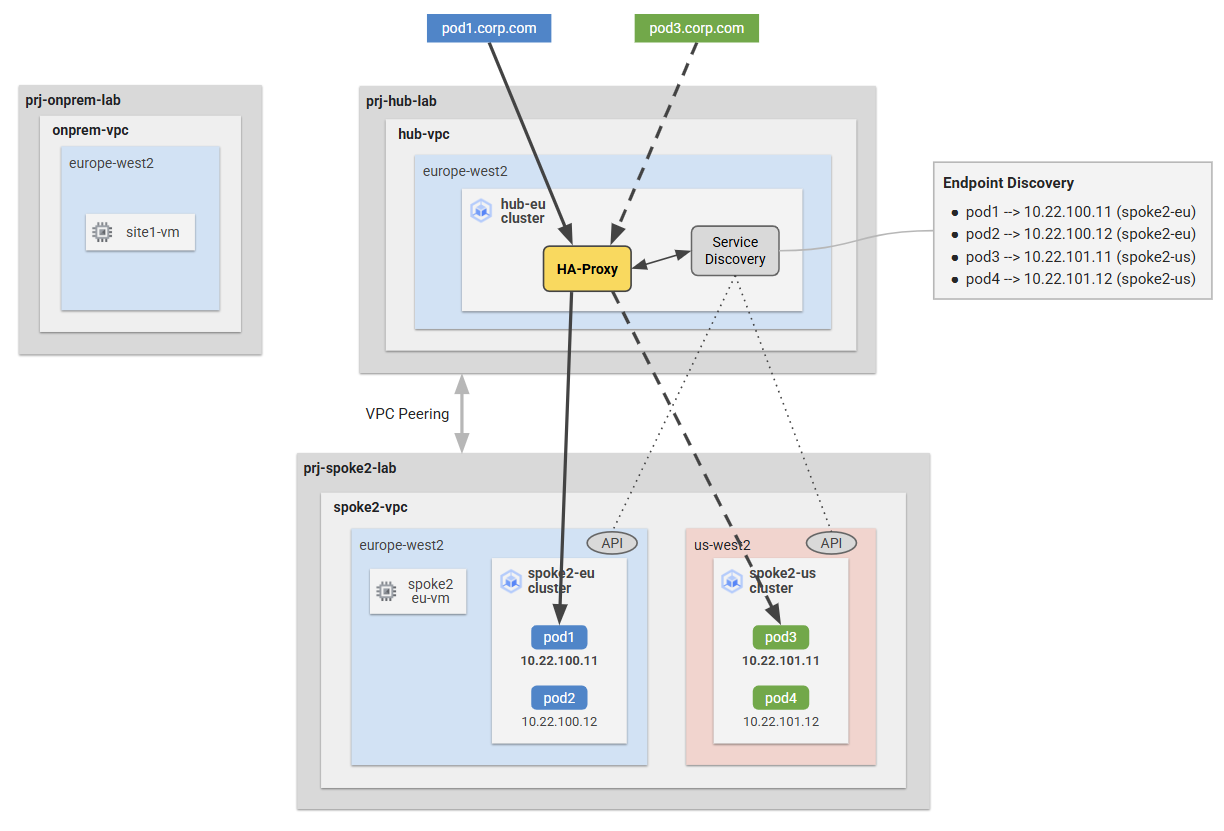 pod1.corp.com
pod3.corp.com
prj-onprem-lab
onprem-vpc
europe-west2
site1-vm
prj-hub-lab
hub-vpc
europe-west2
hub-eu
cluster
HA-Proxy
Service
Discovery
Endpoint Discovery
● pod1 --> 10.22.100.11 (spoke2-eu)
● pod2 --> 10.22.100.12 (spoke2-eu)
● pod3 --> 10.22.101.11 (spoke2-us)
● pod4 --> 10.22.101.12 (spoke2-us)
VPC Peering
prj-spoke2-lab
spoke2-vpc
europe-west2
API
spoke2
eu-vm
spoke2-eu
cluster
pod1
10.22.100.11
pod2
10.22.100.12
us-west2
API
spoke2-us
cluster
pod3
10.22.101.11
pod4
10.22.101.12